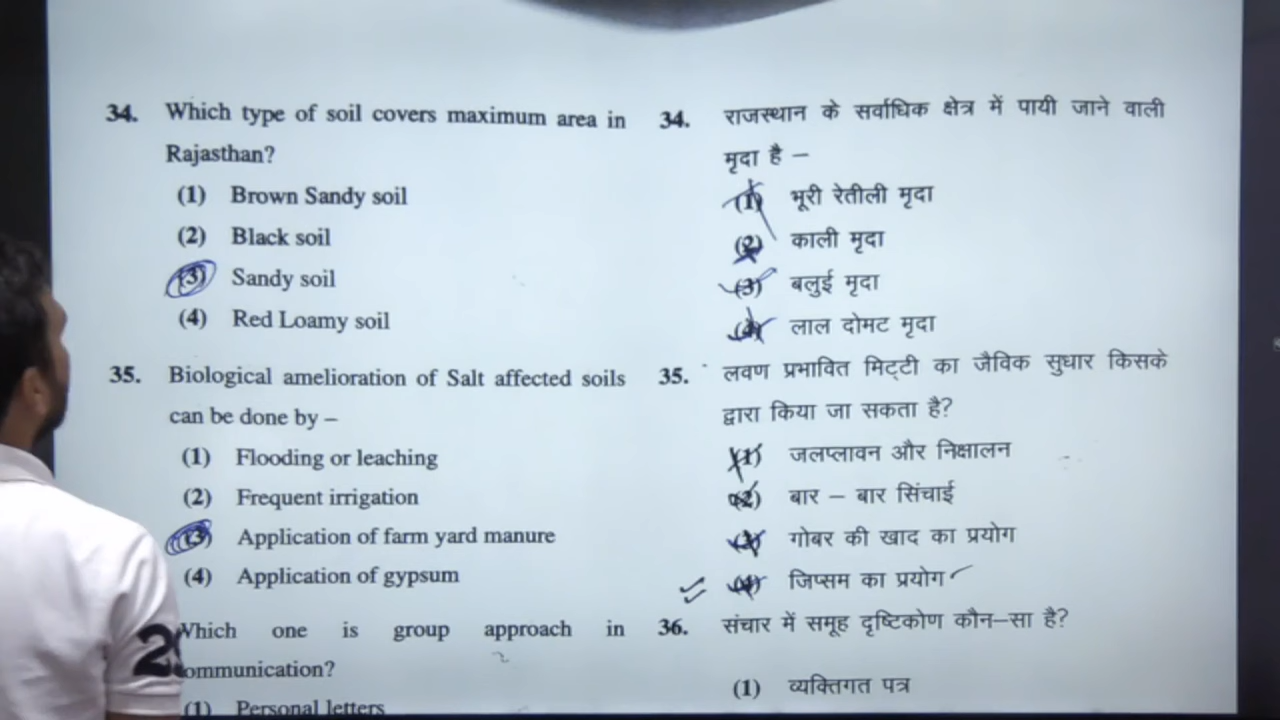 34. Which type of soil covers maximum area in
Rajasthan?
(1) Brown Sandy soil
(2) Black soil
(3) Sandy soil
(4) Red Loamy soil
35. Biological amelioration of Salt affected soils
can be done by –
(1) Flooding or leaching
(2) Frequent irrigation
(3) Application of farm yard manure
(4) Application of gypsum
Which one is group approach in
ommunication?
(1) Personal letters
34. राजस्थान के सर्वाधिक क्षेत्र में पायी जाने वाली
मृदा है –
(1) भूरी रेतीली मृदा
(2) काली मृदा
(3) बलुई मृदा
(4) लाल दोमट मृदा
35. लवण प्रभावित मिट्टी का जैविक सुधार किसके
द्वारा किया जा सकता है?
(1) जलप्लावन और निक्षालन
(2) बार – बार सिंचाई
(3) गोबर की खाद का प्रयोग
(4) जिप्सम का प्रयोग
36. संचार में समूह दृष्टिकोण कौन–सा है?
(1) व्यक्तिगत पत्र